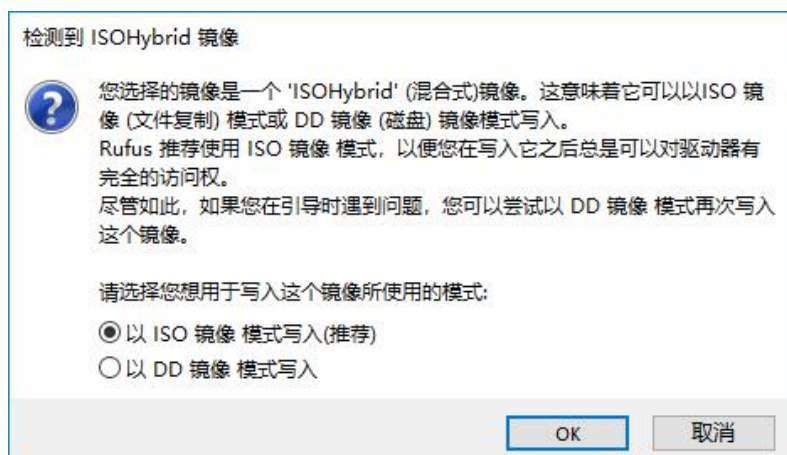 检测到 ISOHybrid 镜像
您选择的镜像是一个 'ISOHybrid' (混合式)镜像。这意味着它可以以ISO 镜
像 (文件复制) 模式或 DD 镜像 (磁盘) 镜像模式写入。
Rufus 推荐使用 ISO 镜像 模式，以便您在写入它之后总是可以对驱动器有
完全的访问权。
尽管如此，如果您在引导时遇到问题，您可以尝试以 DD 镜像 模式再次写入
这个镜像。
请选择您想用于写入这个镜像所使用的模式:
以 ISO 镜像 模式写入(推荐)
以 DD 镜像 模式写入
OK
取消